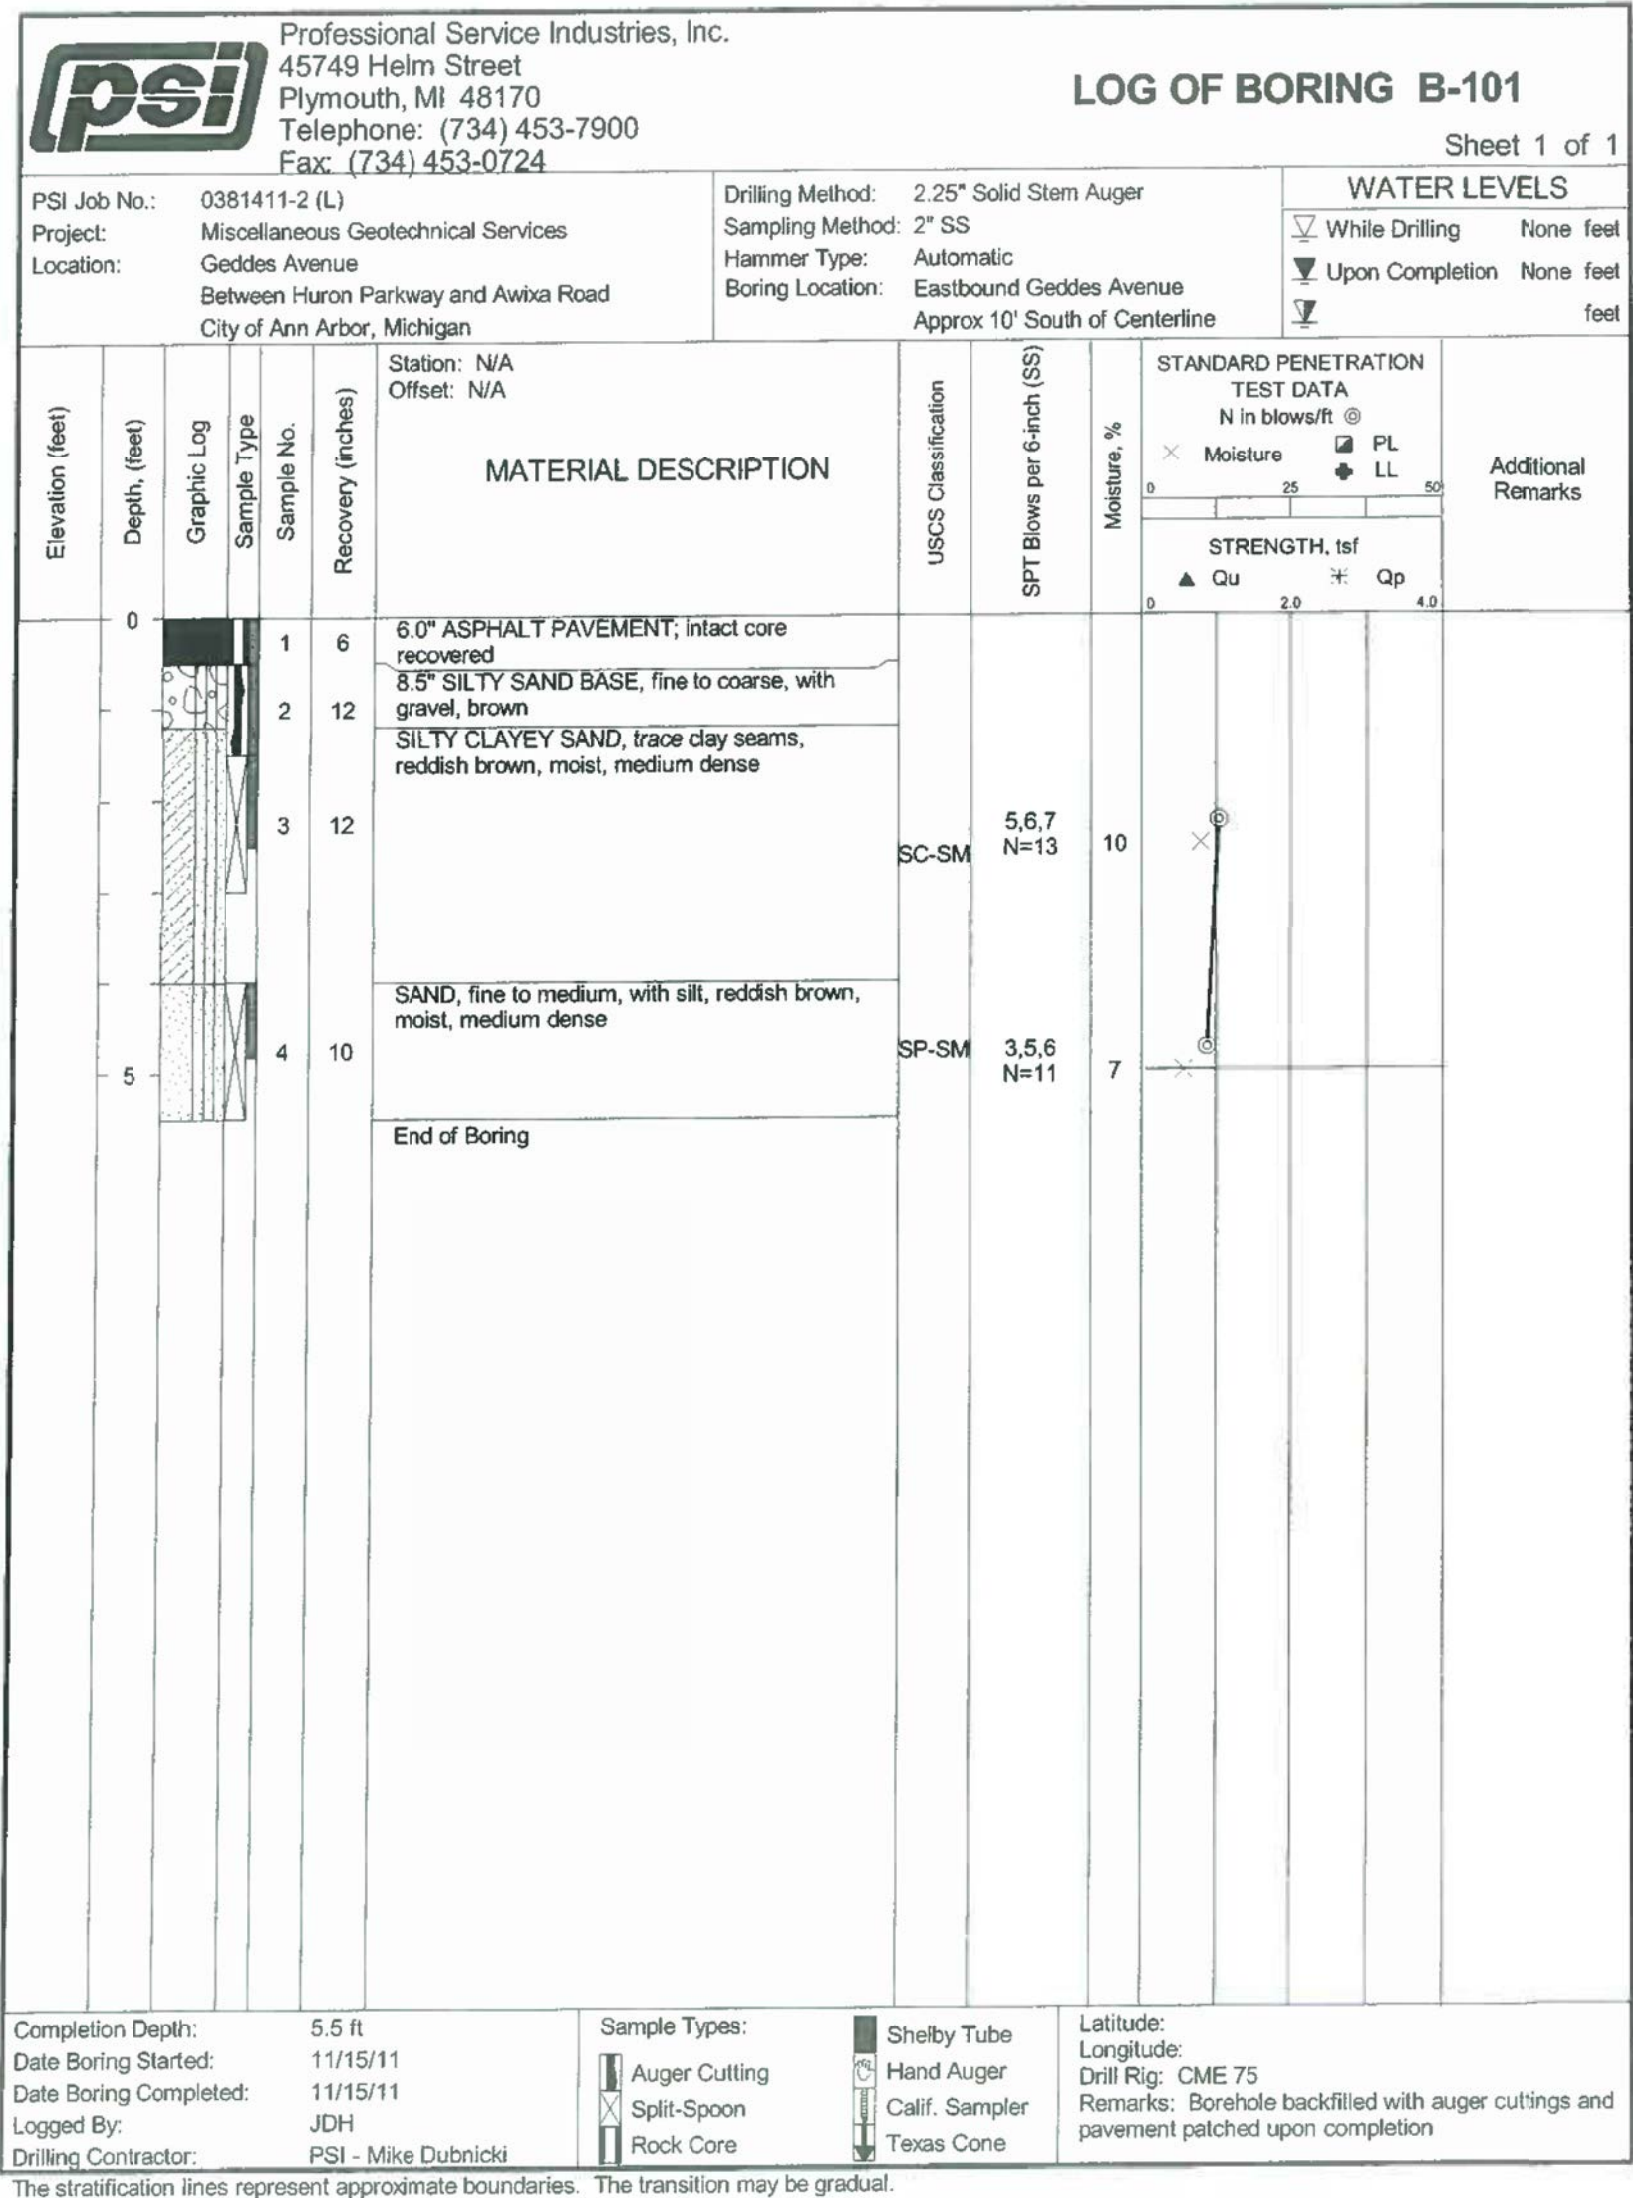 psi
Professional Service Industries, Inc.
45749 Helm Street
Plymouth, MI 48170
Telephone: (734) 453-7900
Fax: (734) 453-0724
LOG OF BORING B-101
Sheet 1 of 1
PSI Job No.: 0381411-2 (L)
Project: Miscellaneous Geotechnical Services
Location: Geddes Avenue
Between Huron Parkway and Awixa Road
City of Ann Arbor, Michigan
Drilling Method: 2.25" Solid Stem Auger
Sampling Method: 2" SS
Hammer Type: Automatic
Boring Location: Eastbound Geddes Avenue
Approx 10' South of Centerline
WATER LEVELS
While Drilling None feet
Upon Completion None feet
feet
Elevation (feet)
Depth, (feet)
Graphic Log
Sample Type
Sample No.
Recovery (inches)
Station: N/A
Offset: N/A
MATERIAL DESCRIPTION
USCS Classification
SPT Blows per 6-inch (SS)
Moisture, %
STANDARD PENETRATION
TEST DATA
N in blows/ft
Moisture PL
LL
0 25 50
STRENGTH, tsf
Qu Qp
0 2.0 4.0
Additional
Remarks
0
1 6 6.0" ASPHALT PAVEMENT; intact core
recovered
8.5" SILTY SAND BASE, fine to coarse, with
2 12 gravel, brown
SILTY CLAYEY SAND, trace clay seams,
reddish brown, moist, medium dense
3 12 SC-SM 5,6,7
N=13 10
SAND, fine to medium, with silt, reddish brown,
moist, medium dense
4 10 SP-SM 3,5,6
5 N=11 7
End of Boring
Completion Depth: 5.5 ft
Date Boring Started: 11/15/11
Date Boring Completed: 11/15/11
Logged By: JDH
Drilling Contractor: PSI - Mike Dubnicki
Sample Types:
Auger Cutting
Split-Spoon
Rock Core
Shelby Tube
Hand Auger
Calif. Sampler
Texas Cone
Latitude:
Longitude:
Drill Rig: CME 75
Remarks: Borehole backfilled with auger cuttings and
pavement patched upon completion
The stratification lines represent approximate boundaries. The transition may be gradual.